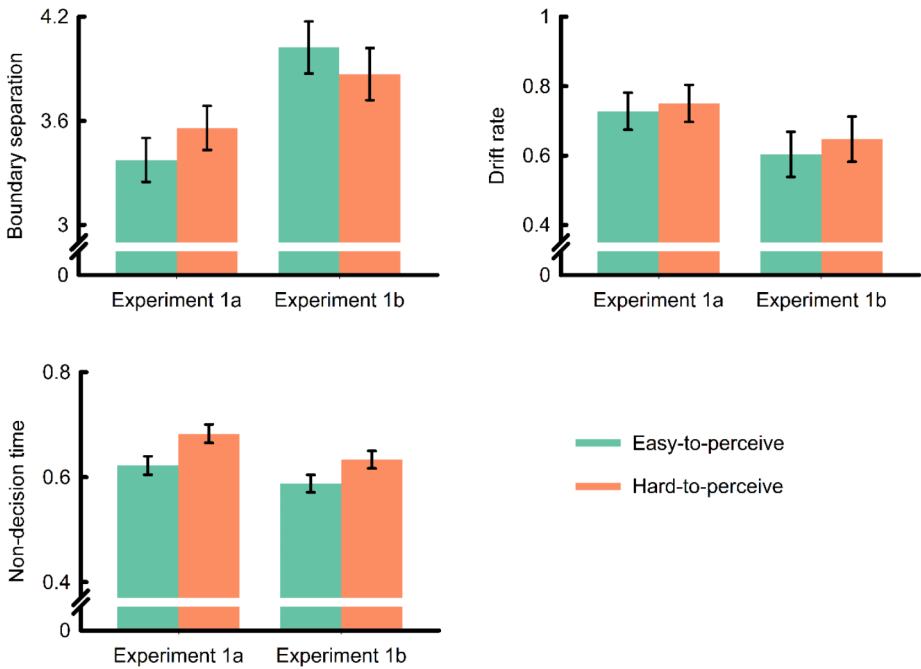 Boundary separation
4.2
3.6
3
0
Experiment 1a
Experiment 1b
Drift rate
1
0.8
0.6
0.4
0
Experiment 1a
Experiment 1b
Non-decision time
0.8
0.6
0.4
0
Experiment 1a
Experiment 1b
Easy-to-perceive
Hard-to-perceive